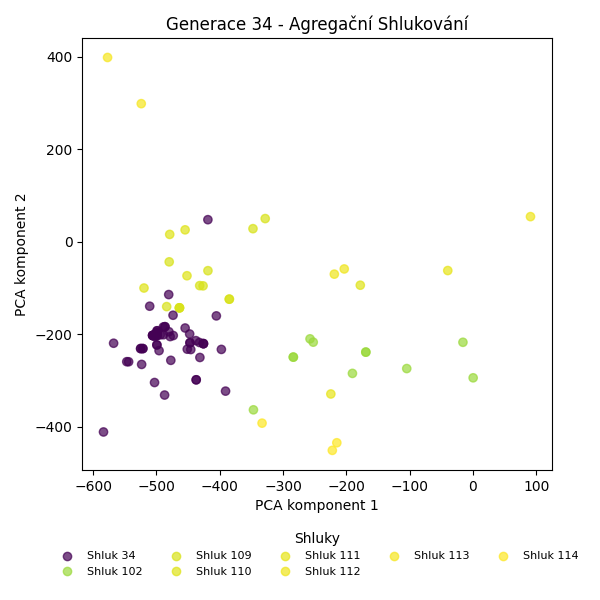 Generace 34 - Agregační Shlukování
400
200
0
−200
−400
PCA komponent 2
−600
−500
−400
−300
−200
−100
0
100
PCA komponent 1
Shluky
Shluk 34
Shluk 109
Shluk 111
Shluk 113
Shluk 114
Shluk 102
Shluk 110
Shluk 112